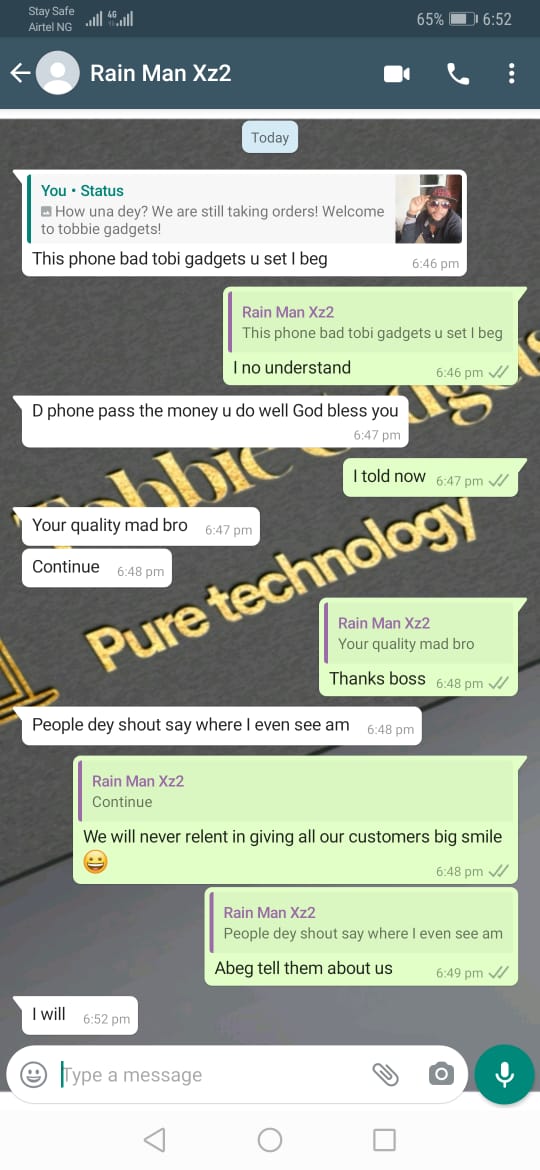 Stay Safe
Airtel NG
4G
65%
6:52
Rain Man Xz2
Today
You • Status
How una dey? We are still taking orders! Welcome
to tobbie gadgets!
This phone bad tobi gadgets u set I beg
6:46 pm
Rain Man Xz2
This phone bad tobi gadgets u set I beg
I no understand
6:46 pm
D phone pass the money u do well God bless you
6:47 pm
I told now
6:47 pm
Tobbie Gadgets
Your quality mad bro
6:47 pm
Continue
6:48 pm
Pure technology
Rain Man Xz2
Your quality mad bro
Thanks boss
6:48 pm
People dey shout say where I even see am
6:48 pm
Rain Man Xz2
Continue
We will never relent in giving all our customers big smile
😀
6:48 pm
Rain Man Xz2
People dey shout say where I even see am
Abeg tell them about us
6:49 pm
I will
6:52 pm
Type a message